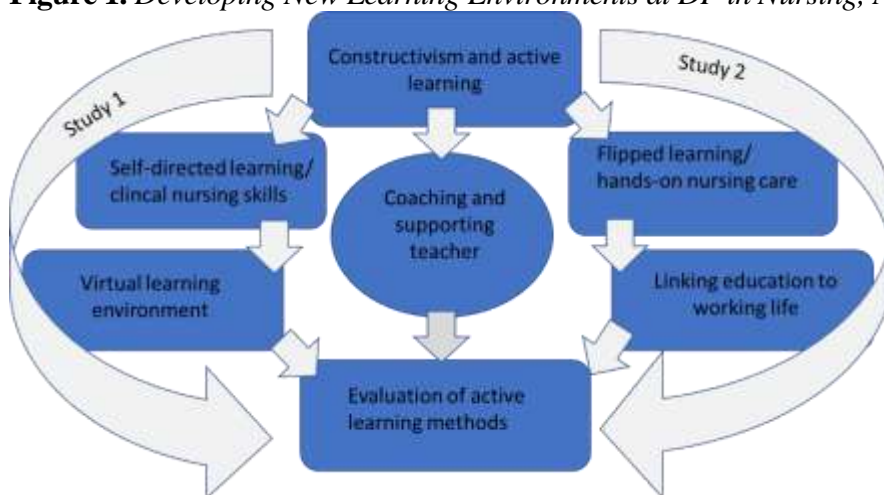 Figure 1. Developing New Learning Environments at DP in Nursing,
Constructivism and active
learning
Study 1
Study 2
Self-directed learning/
clincal nursing skills
Coaching and
supporting
teacher
Flipped learning/
hands-on nursing care
Virtual learning
environment
Linking education to
working life
Evaluation of active
learning methods